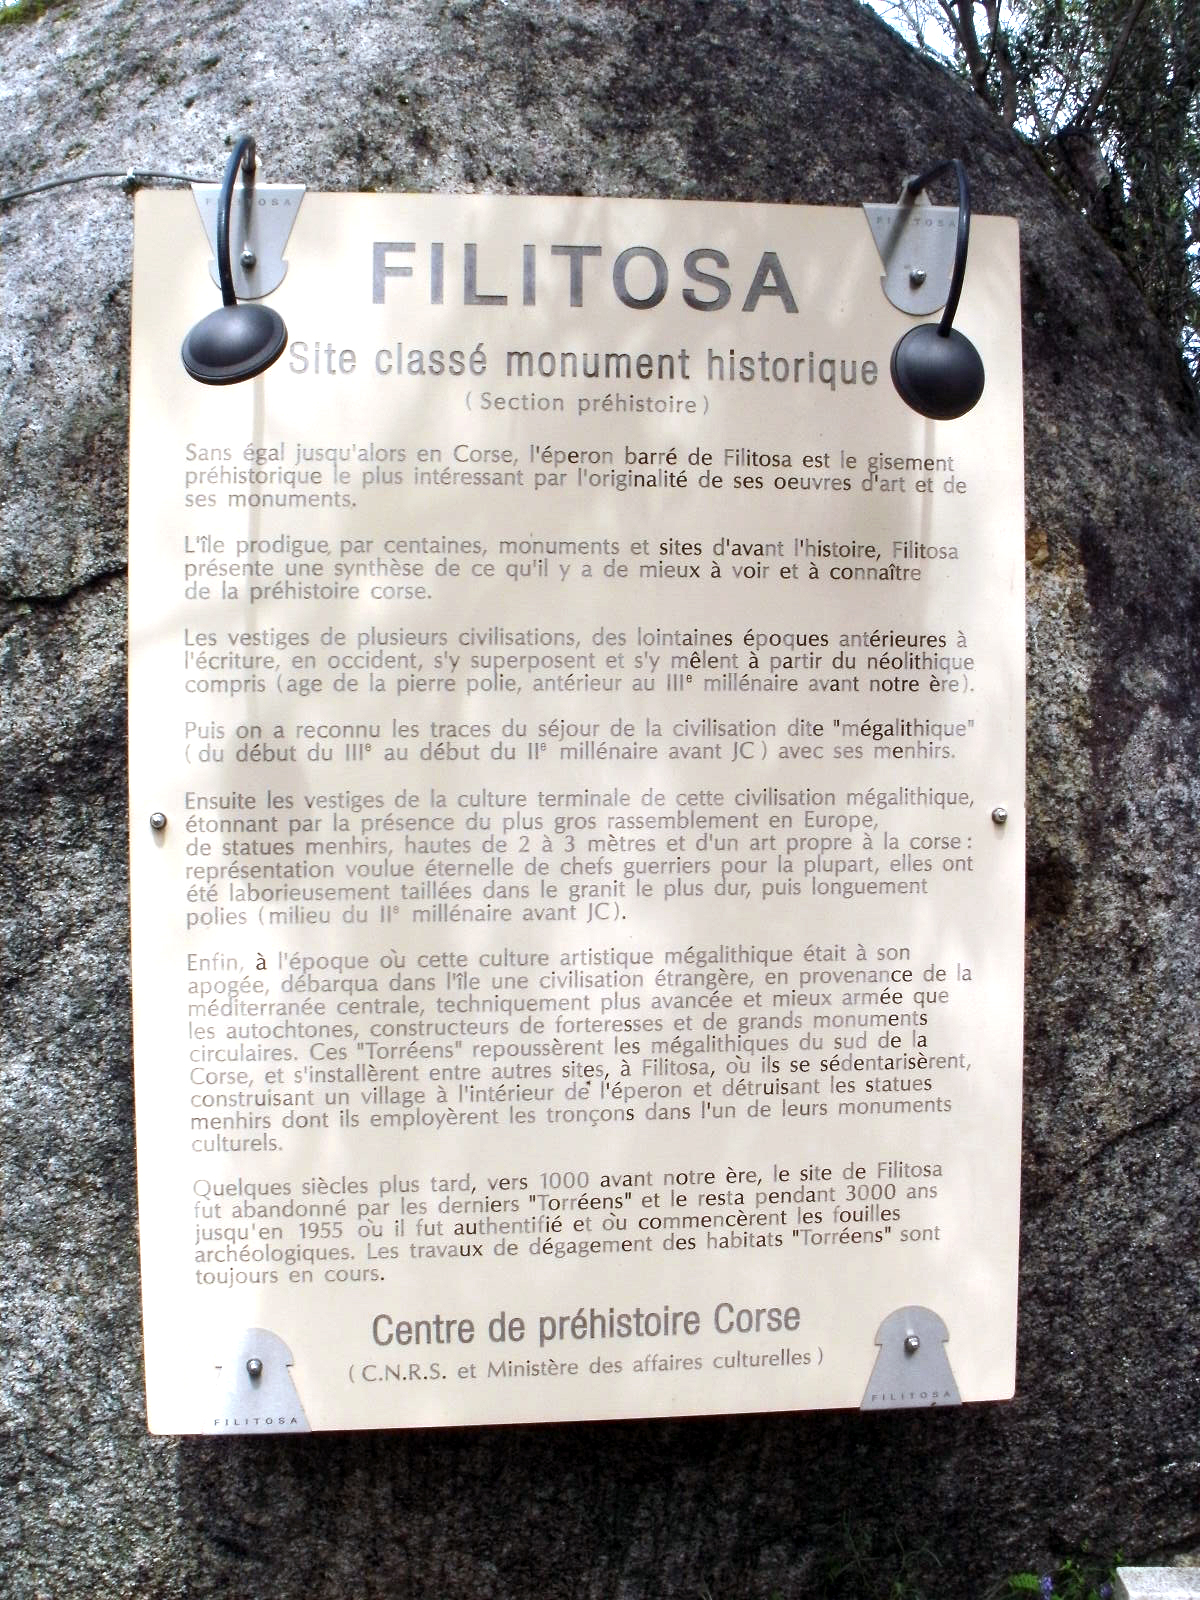 FILITOSA
FILITOSA
FILITOSA
Site classé monument historique
( Section préhistoire )
Sans égal jusqu'alors en Corse, l'éperon barré de Filitosa est le gisement
préhistorique le plus intéressant par l'originalité de ses oeuvres d'art et de
ses monuments.
L'île prodigue par centaines, monuments et sites d'avant l'histoire, Filitosa
présente une synthèse de ce qu'il y a de mieux à voir et à connaître
de la préhistoire corse.
Les vestiges de plusieurs civilisations, des lointaines époques antérieures à
l'écriture, en occident, s'y superposent et s'y mêlent à partir du néolithique
compris (age de la pierre polie, antérieur au IIIe millénaire avant notre ère).
Puis on a reconnu les traces du séjour de la civilisation dite "mégalithique"
( du début du IIIe au début du IIe millénaire avant JC ) avec ses menhirs.
Ensuite les vestiges de la culture terminale de cette civilisation mégalithique,
étonnant par la présence du plus gros rassemblement en Europe,
de statues menhirs, hautes de 2 à 3 mètres et d'un art propre à la corse :
représentation voulue éternelle de chefs guerriers pour la plupart, elles ont
été laborieusement taillées dans le granit le plus dur, puis longuement
polies (milieu du IIe millénaire avant JC).
Enfin, à l'époque où cette culture artistique mégalithique était à son
apogée, débarqua dans l'île une civilisation étrangère, en provenance de la
méditerranée centrale, techniquement plus avancée et mieux armée que
les autochtones, constructeurs de forteresses et de grands monuments
circulaires. Ces "Torréens" repoussèrent les mégalithiques du sud de la
Corse, et s'installèrent entre autres sites, à Filitosa, où ils se sédentarisèrent,
construisant un village à l'intérieur de l'éperon et détruisant les statues
menhirs dont ils employèrent les tronçons dans l'un de leurs monuments
culturels.
Quelques siècles plus tard, vers 1000 avant notre ère, le site de Filitosa
fut abandonné par les derniers "Torréens" et le resta pendant 3000 ans
jusqu'en 1955 où il fut authentifié et où commencèrent les fouilles
archéologiques. Les travaux de dégagement des habitats "Torréens" sont
toujours en cours.
Centre de préhistoire Corse
( C.N.R.S. et Ministère des affaires culturelles )
FILITOSA
FILITOSA